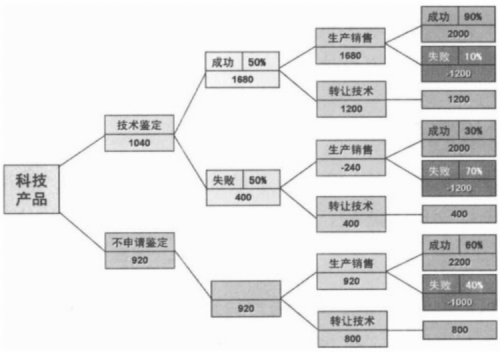 成功 90%
2000
生产销售
1680
失败 10%
-1200
成功 50%
1680
转让技术
1200
1200
技术鉴定
1040
成功 30%
2000
生产销售
-240
失败 70%
-1200
失败 50%
400
转让技术
400
400
科技
产品
不申请鉴定
920
成功 60%
2200
生产销售
920
失败 40%
-1000
920
转让技术
800
800